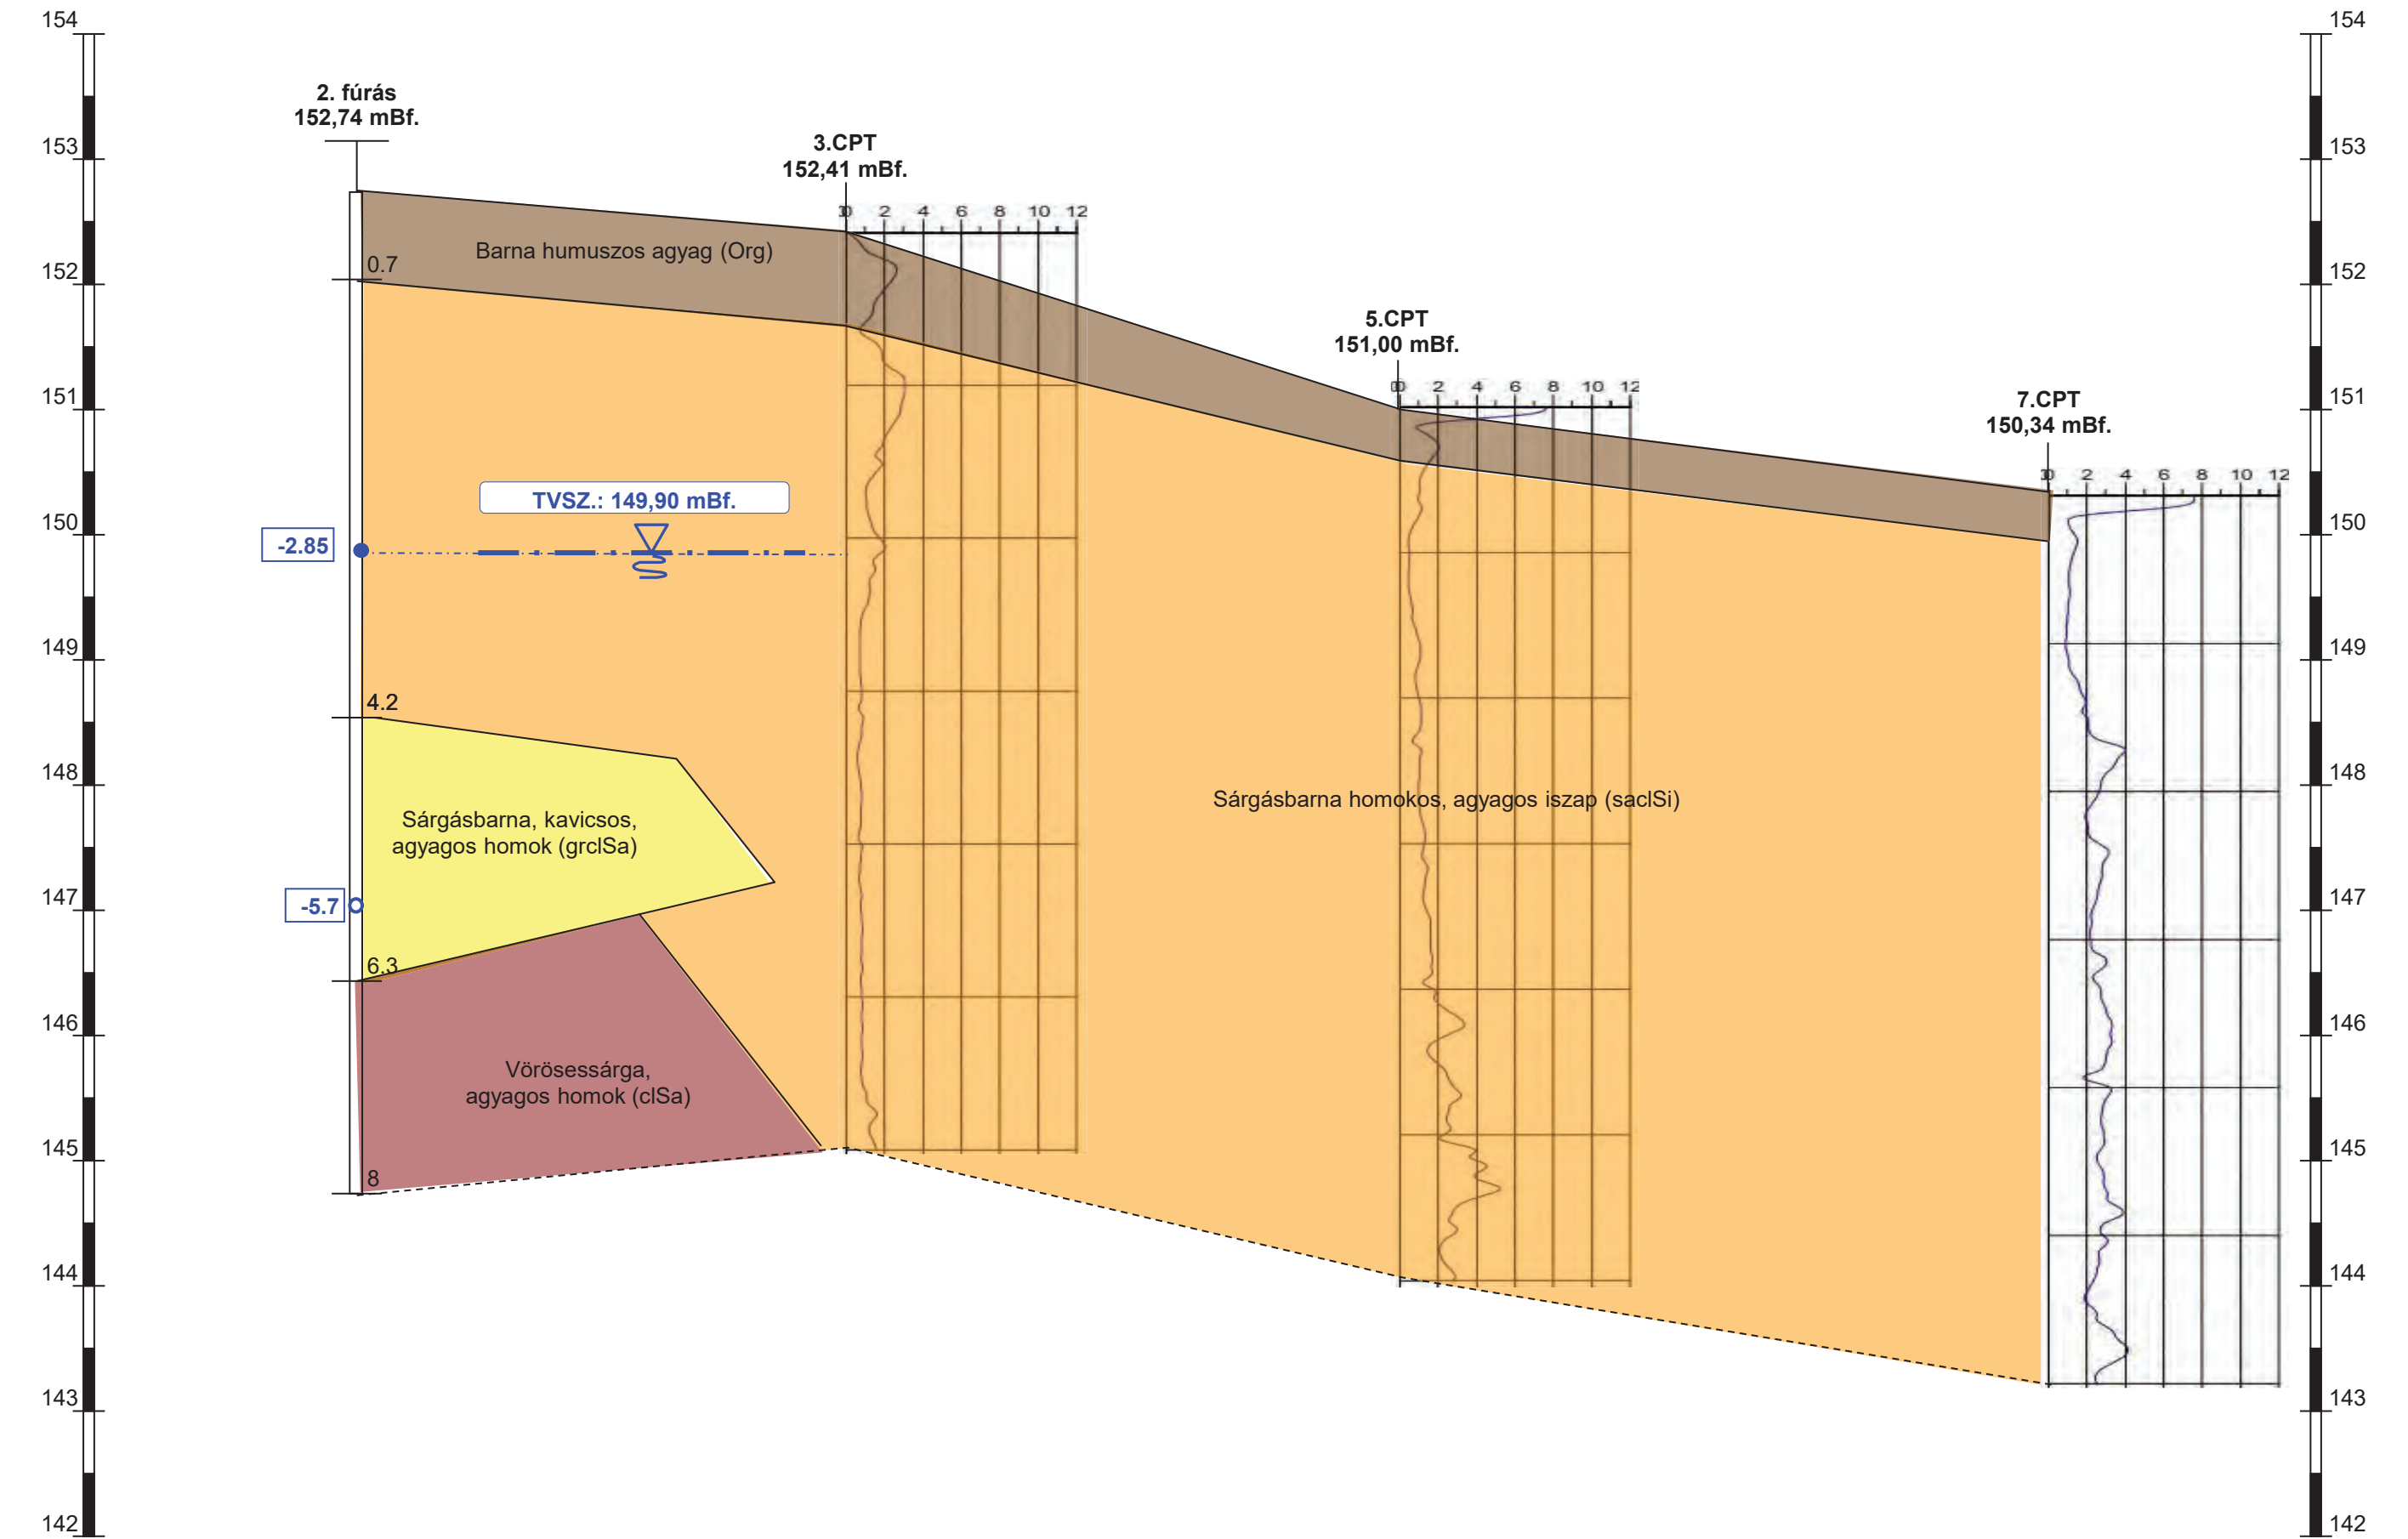 154
154
2. fúrás
152,74 mBf.
153
3.CPT
152,41 mBf.
153
0 2 4 6 8 10 12
Barna humuszos agyag (Org)
152
0.7
152
5.CPT
151,00 mBf.
151
0 2 4 6 8 10 12
151
7.CPT
150,34 mBf.
0 2 4 6 8 10 12
TVSZ.: 149,90 mBf.
150
150
-2.85
149
149
4.2
148
148
Sárgásbarna homokos, agyagos iszap (saclSi)
Sárgásbarna, kavicsos,
agyagos homok (grclSa)
147
147
-5.7
6.3
146
146
Vörösessárga,
agyagos homok (clSa)
145
145
8
144
144
143
143
142
142